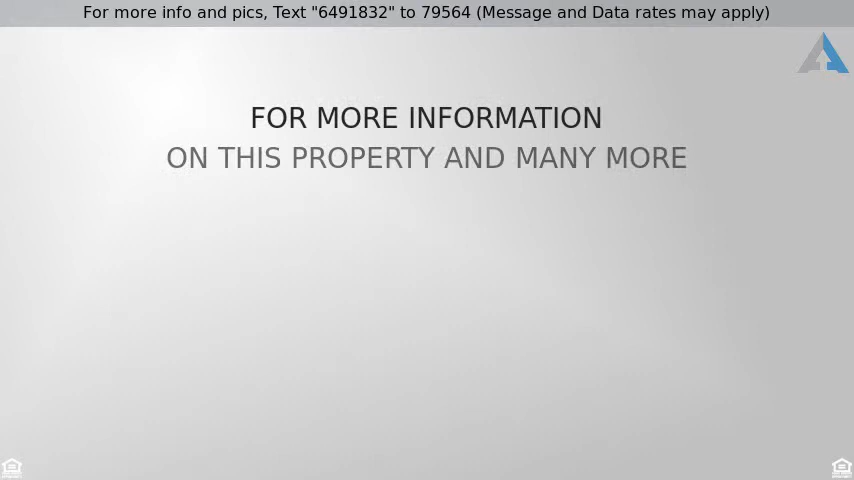 For more info and pics, Text "6491832" to 79564 (Message and Data rates may apply)
FOR MORE INFORMATION
ON THIS PROPERTY AND MANY MORE